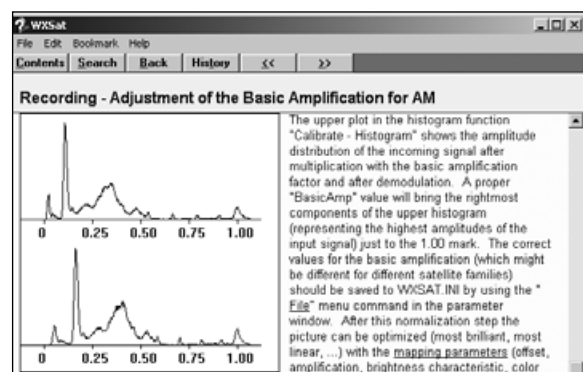 WXSat
File Edit Bookmark Help
Contents Search Back History << >>
Recording - Adjustment of the Basic Amplification for AM
0 0.25 0.50 0.75 1.00
0 0.25 0.50 0.75 1.00
The upper plot in the histogram function
"Calibrate - Histogram" shows the amplitude
distribution of the incoming signal after
multiplication with the basic amplification
factor and after demodulation. A proper
"BasicAmp" value will bring the rightmost
components of the upper histogram
(representing the highest amplitudes of the
input signal) just to the 1.00 mark. The correct
values for the basic amplification (which might
be different for different satellite families)
should be saved to WXSAT.INI by using the "
File" menu command in the parameter
window. After this normalization step the
picture can be optimized (most brilliant, most
linear, ...) with the mapping parameters (offset,
amplification, brightness characteristic, color